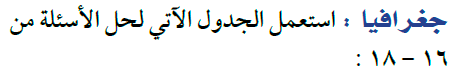 جغرافيا : استعمل الجدول الآتي لحل الأسئلة من
١٦ – ١٨ :